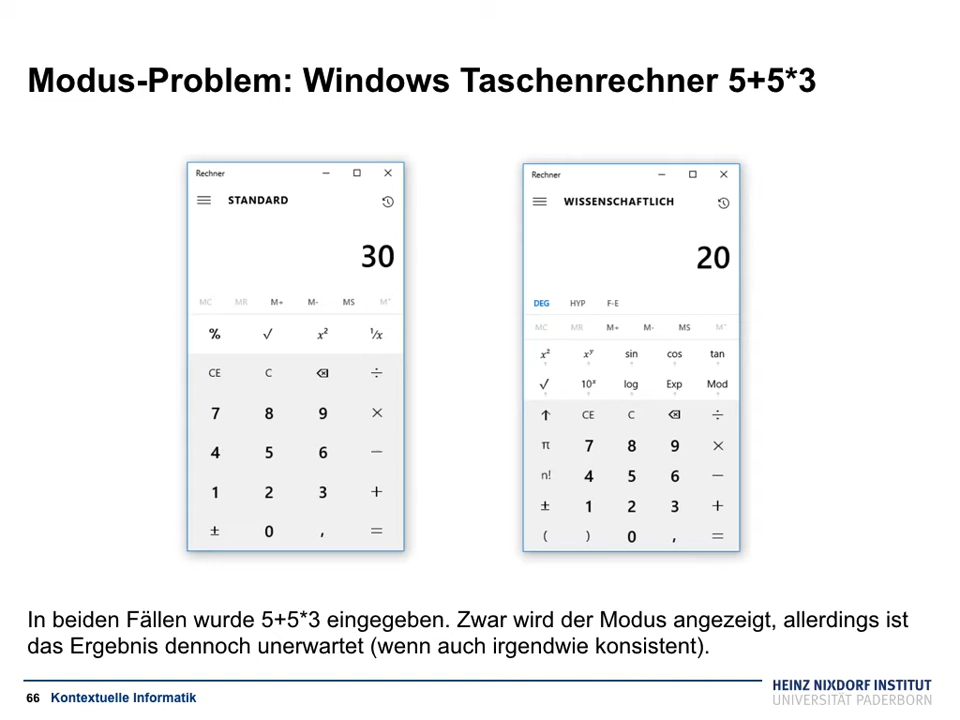 Modus-Problem: Windows Taschenrechner 5+5*3
Rechner
STANDARD
30
MC MR M+ M- MS M˅
% √ x² ¹/x
CE C ⌫ ÷
7 8 9 ×
4 5 6 −
1 2 3 +
± 0 , =
Rechner
WISSENSCHAFTLICH
20
DEG HYP F-E
MC MR M+ M- MS M˅
x² xʸ sin cos tan
√ 10ˣ log Exp Mod
↑ CE C ⌫ ÷
π 7 8 9 ×
n! 4 5 6 −
± 1 2 3 +
( ) 0 , =
In beiden Fällen wurde 5+5*3 eingegeben. Zwar wird der Modus angezeigt, allerdings ist
das Ergebnis dennoch unerwartet (wenn auch irgendwie konsistent).
66 Kontextuelle Informatik
HEINZ NIXDORF INSTITUT
UNIVERSITÄT PADERBORN